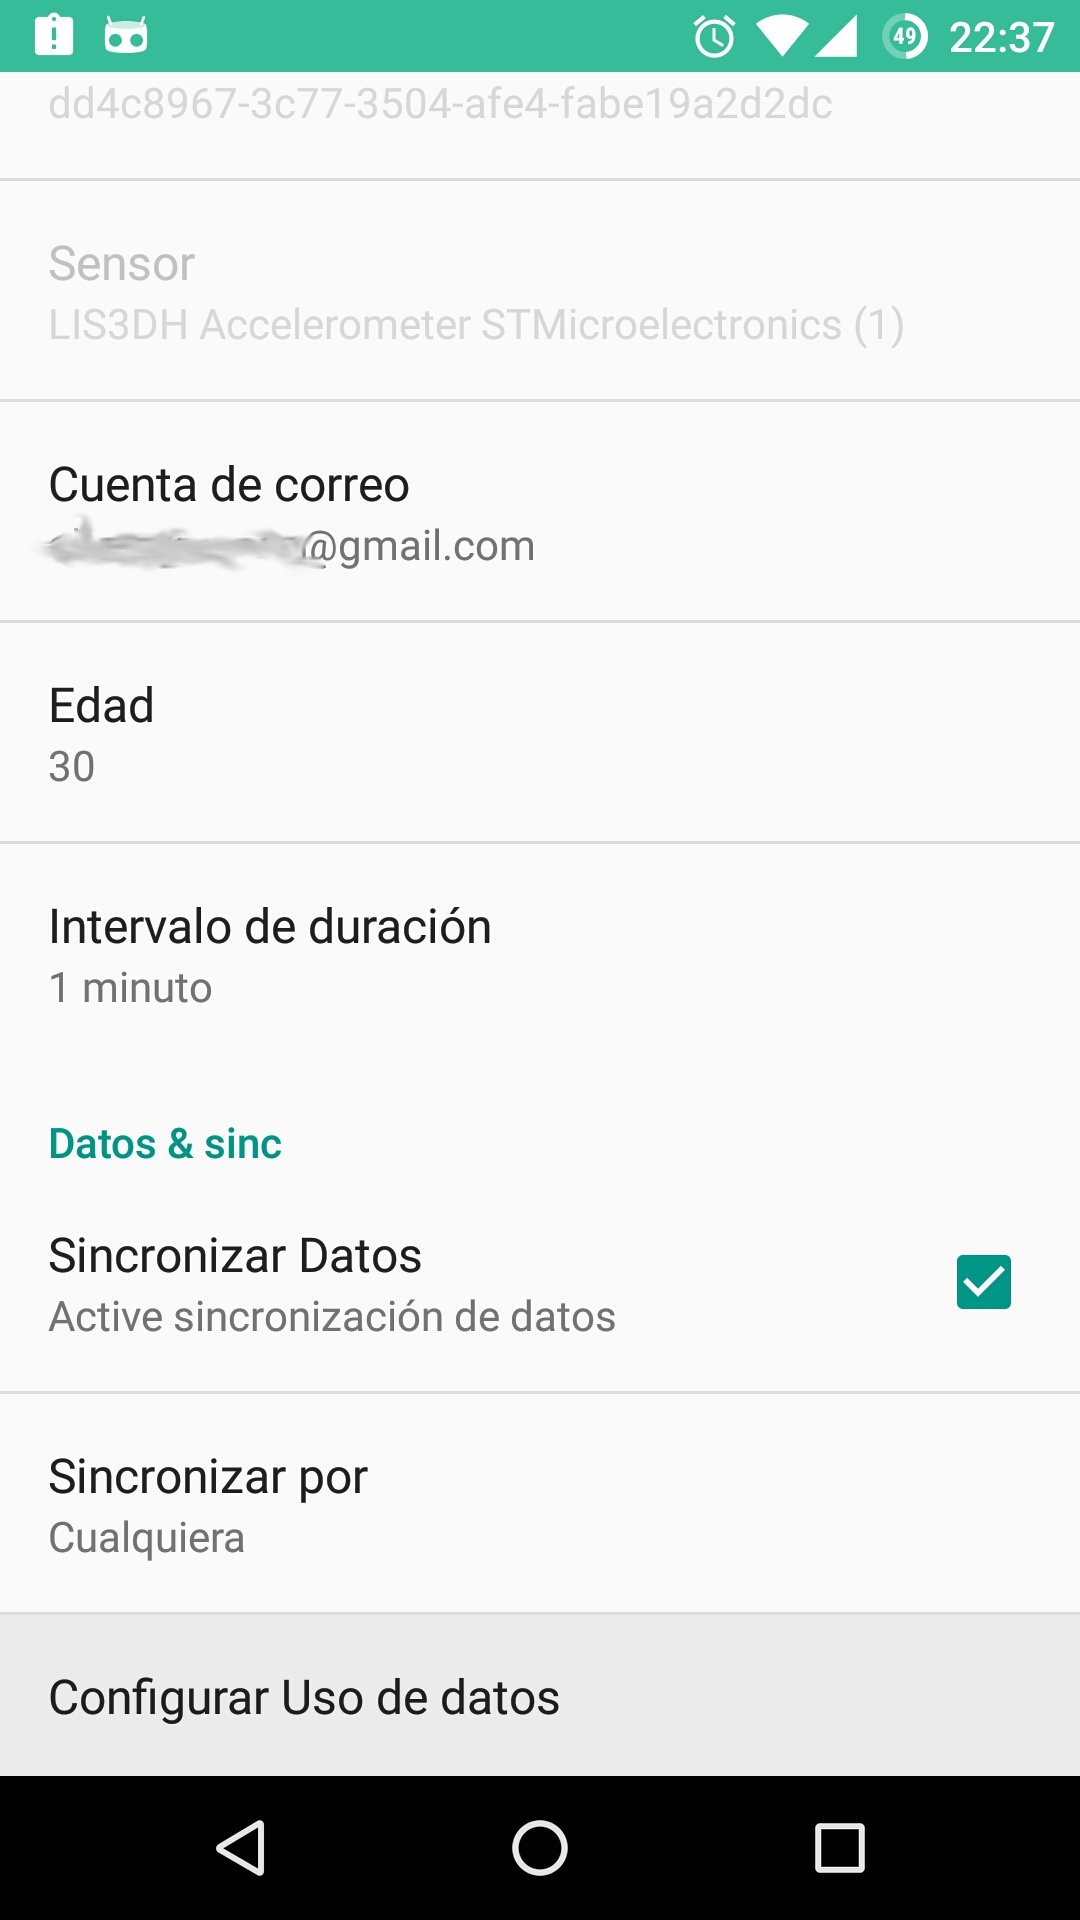 49 22:37
dd4c8967-3c77-3504-afe4-fabe19a2d2dc
Sensor
LIS3DH Accelerometer STMicroelectronics (1)
Cuenta de correo
@gmail.com
Edad
30
Intervalo de duración
1 minuto
Datos & sinc
Sincronizar Datos
Active sincronización de datos
Sincronizar por
Cualquiera
Configurar Uso de datos